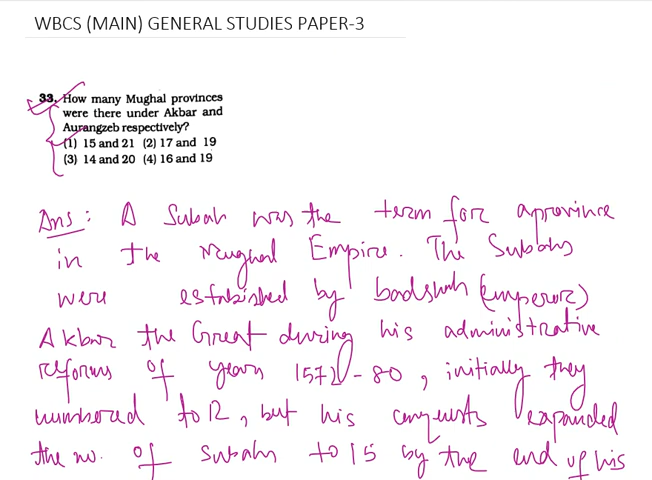 WBCS (MAIN) GENERAL STUDIES PAPER-3
33. How many Mughal provinces
were there under Akbar and
Aurangzeb respectively?
(1) 15 and 21 (2) 17 and 19
(3) 14 and 20 (4) 16 and 19
Ans : A Subah was the term for a province
in the Mughal Empire. The Subahs
were established by badshah (emperor)
Akbar the Great during his administrative
reforms of years 1572-80, initially they
numbered to 12, but his conquests expanded
the no. of subahs to 15 by the end of his